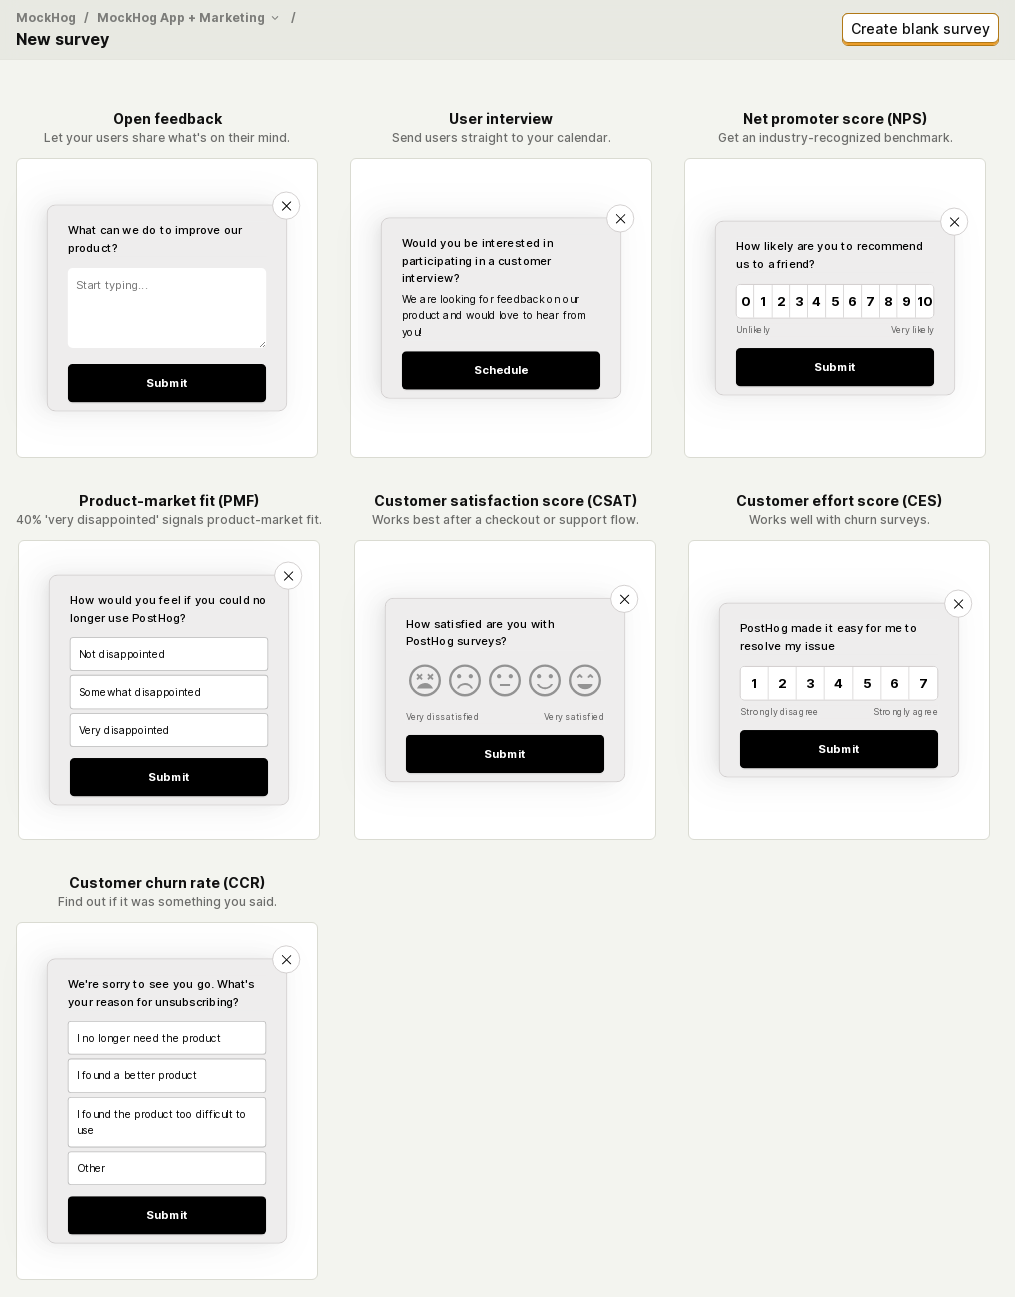 MockHog / MockHog App + Marketing /
New survey
Create blank survey
Open feedback
Let your users share what's on their mind.
What can we do to improve our
product?
Start typing...
Submit
User interview
Send users straight to your calendar.
Would you be interested in
participating in a customer
interview?
We are looking for feedback on our
product and would love to hear from
you!
Schedule
Net promoter score (NPS)
Get an industry-recognized benchmark.
How likely are you to recommend
us to a friend?
0 1 2 3 4 5 6 7 8 9 10
Unlikely Very likely
Submit
Product-market fit (PMF)
40% 'very disappointed' signals product-market fit.
How would you feel if you could no
longer use PostHog?
Not disappointed
Somewhat disappointed
Very disappointed
Submit
Customer satisfaction score (CSAT)
Works best after a checkout or support flow.
How satisfied are you with
PostHog surveys?
Very dissatisfied Very satisfied
Submit
Customer effort score (CES)
Works well with churn surveys.
PostHog made it easy for me to
resolve my issue
1 2 3 4 5 6 7
Strongly disagree Strongly agree
Submit
Customer churn rate (CCR)
Find out if it was something you said.
We're sorry to see you go. What's
your reason for unsubscribing?
I no longer need the product
I found a better product
I found the product too difficult to
use
Other
Submit